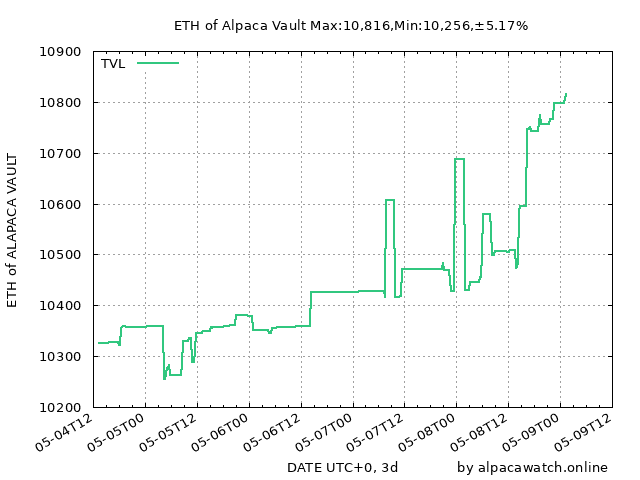 ETH of Alpaca Vault Max:10,816,Min:10,256,±5.17%
10900
TVL
10800
10700
10600
10500
10400
10300
10200
ETH of ALAPACA VAULT
05-04T12
05-05T00
05-05T12
05-06T00
05-06T12
05-07T00
05-07T12
05-08T00
05-08T12
05-09T00
05-09T12
DATE UTC+0, 3d
by alpacawatch.online